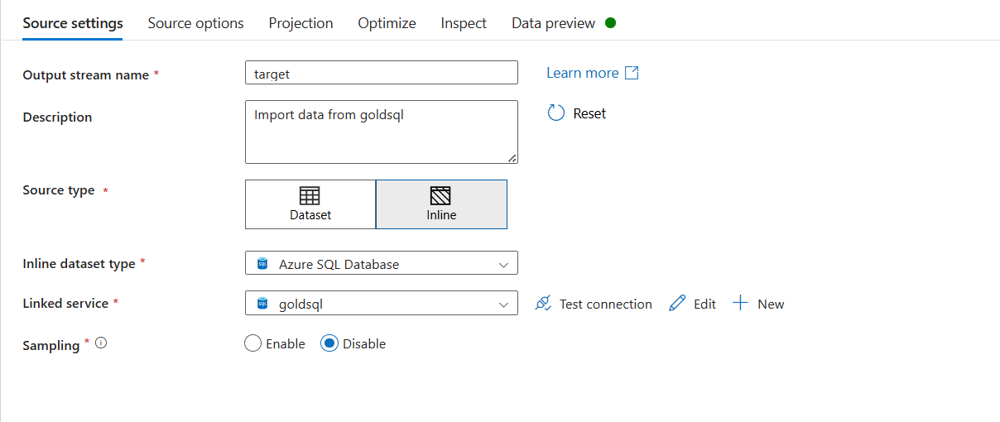 Source settings Source options Projection Optimize Inspect Data preview
Output stream name * target Learn more
Description Import data from goldsql Reset
Source type *
Dataset Inline
Inline dataset type * SQL Azure SQL Database
Linked service * SQL goldsql Test connection Edit New
Sampling * Enable Disable